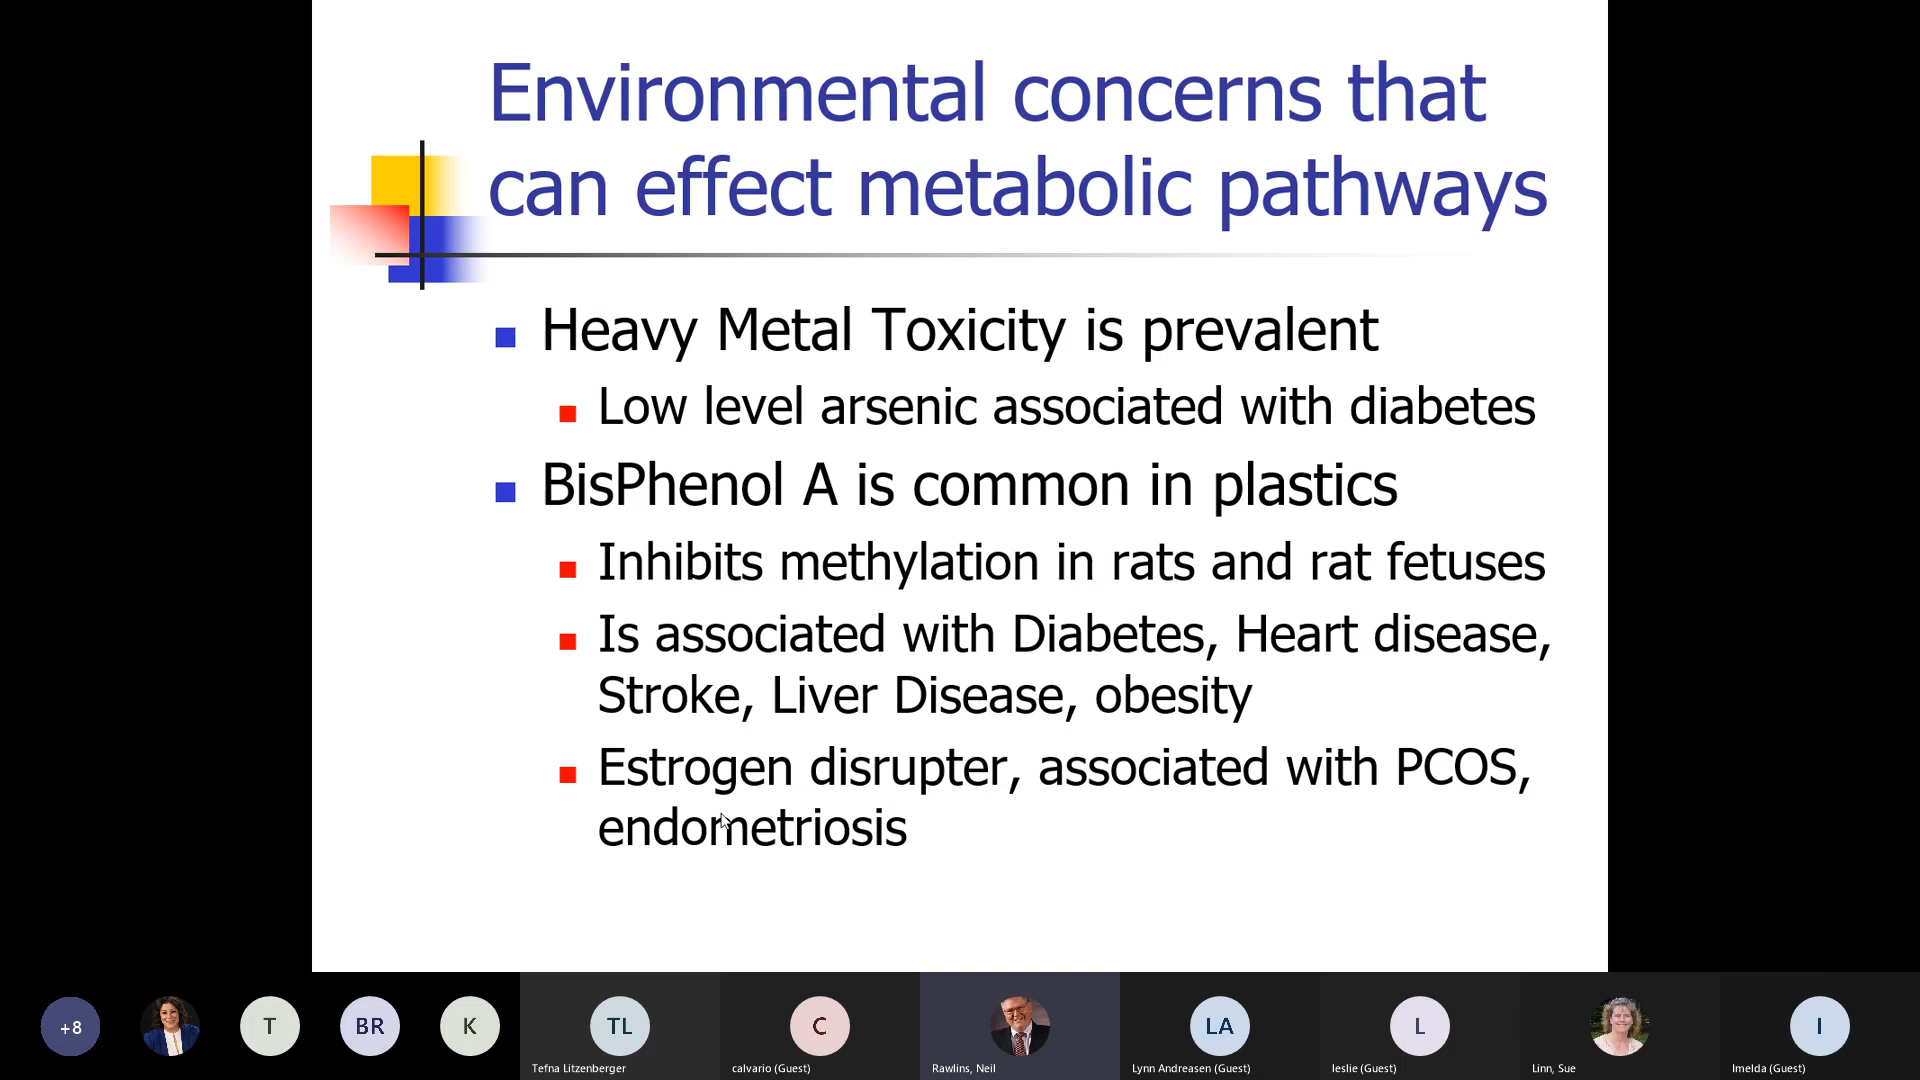 Environmental concerns that
can effect metabolic pathways
Heavy Metal Toxicity is prevalent
Low level arsenic associated with diabetes
BisPhenol A is common in plastics
Inhibits methylation in rats and rat fetuses
Is associated with Diabetes, Heart disease,
Stroke, Liver Disease, obesity
Estrogen disrupter, associated with PCOS,
endometriosis
+8
T
BR
K
TL
C
LA
L
I
Tefna Litzenberger
calvario (Guest)
Rawlins, Neil
Lynn Andreasen (Guest)
leslie (Guest)
Linn, Sue
Imelda (Guest)